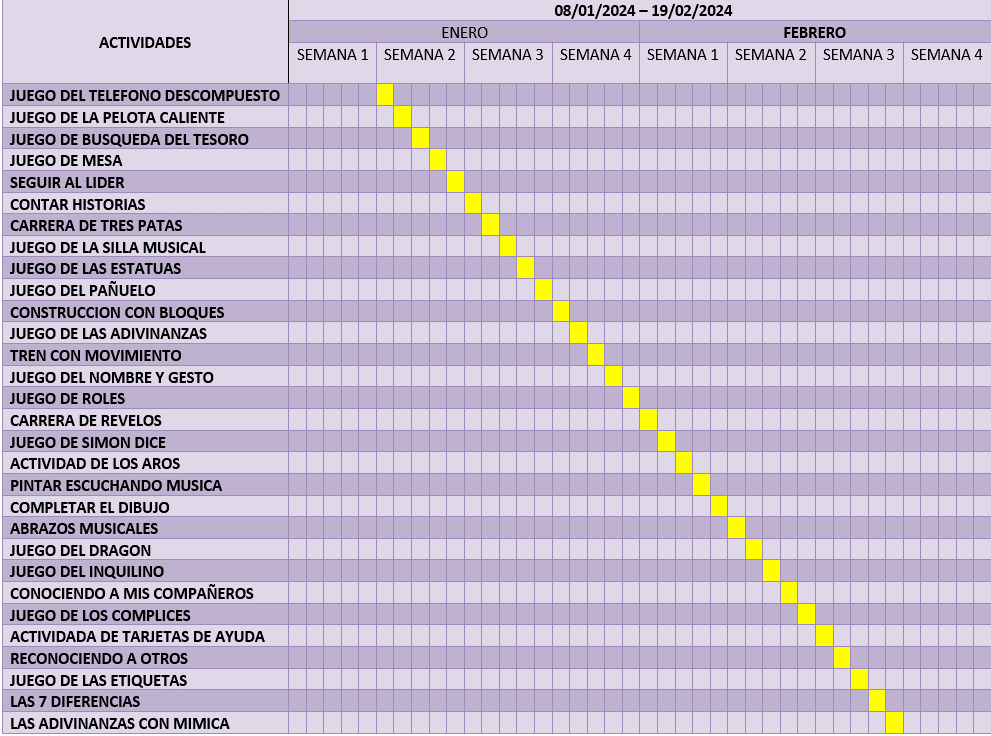 08/01/2024 – 19/02/2024
ACTIVIDADES
ENERO FEBRERO
SEMANA 1 SEMANA 2 SEMANA 3 SEMANA 4 SEMANA 1 SEMANA 2 SEMANA 3 SEMANA 4
JUEGO DEL TELEFONO DESCOMPUESTO
JUEGO DE LA PELOTA CALIENTE
JUEGO DE BUSQUEDA DEL TESORO
JUEGO DE MESA
SEGUIR AL LIDER
CONTAR HISTORIAS
CARRERA DE TRES PATAS
JUEGO DE LA SILLA MUSICAL
JUEGO DE LAS ESTATUAS
JUEGO DEL PAÑUELO
CONSTRUCCION CON BLOQUES
JUEGO DE LAS ADIVINANZAS
TREN CON MOVIMIENTO
JUEGO DEL NOMBRE Y GESTO
JUEGO DE ROLES
CARRERA DE REVELOS
JUEGO DE SIMON DICE
ACTIVIDAD DE LOS AROS
PINTAR ESCUCHANDO MUSICA
COMPLETAR EL DIBUJO
ABRAZOS MUSICALES
JUEGO DEL DRAGON
JUEGO DEL INQUILINO
CONOCIENDO A MIS COMPAÑEROS
JUEGO DE LOS COMPLICES
ACTIVIDADA DE TARJETAS DE AYUDA
RECONOCIENDO A OTROS
JUEGO DE LAS ETIQUETAS
LAS 7 DIFERENCIAS
LAS ADIVINANZAS CON MIMICA